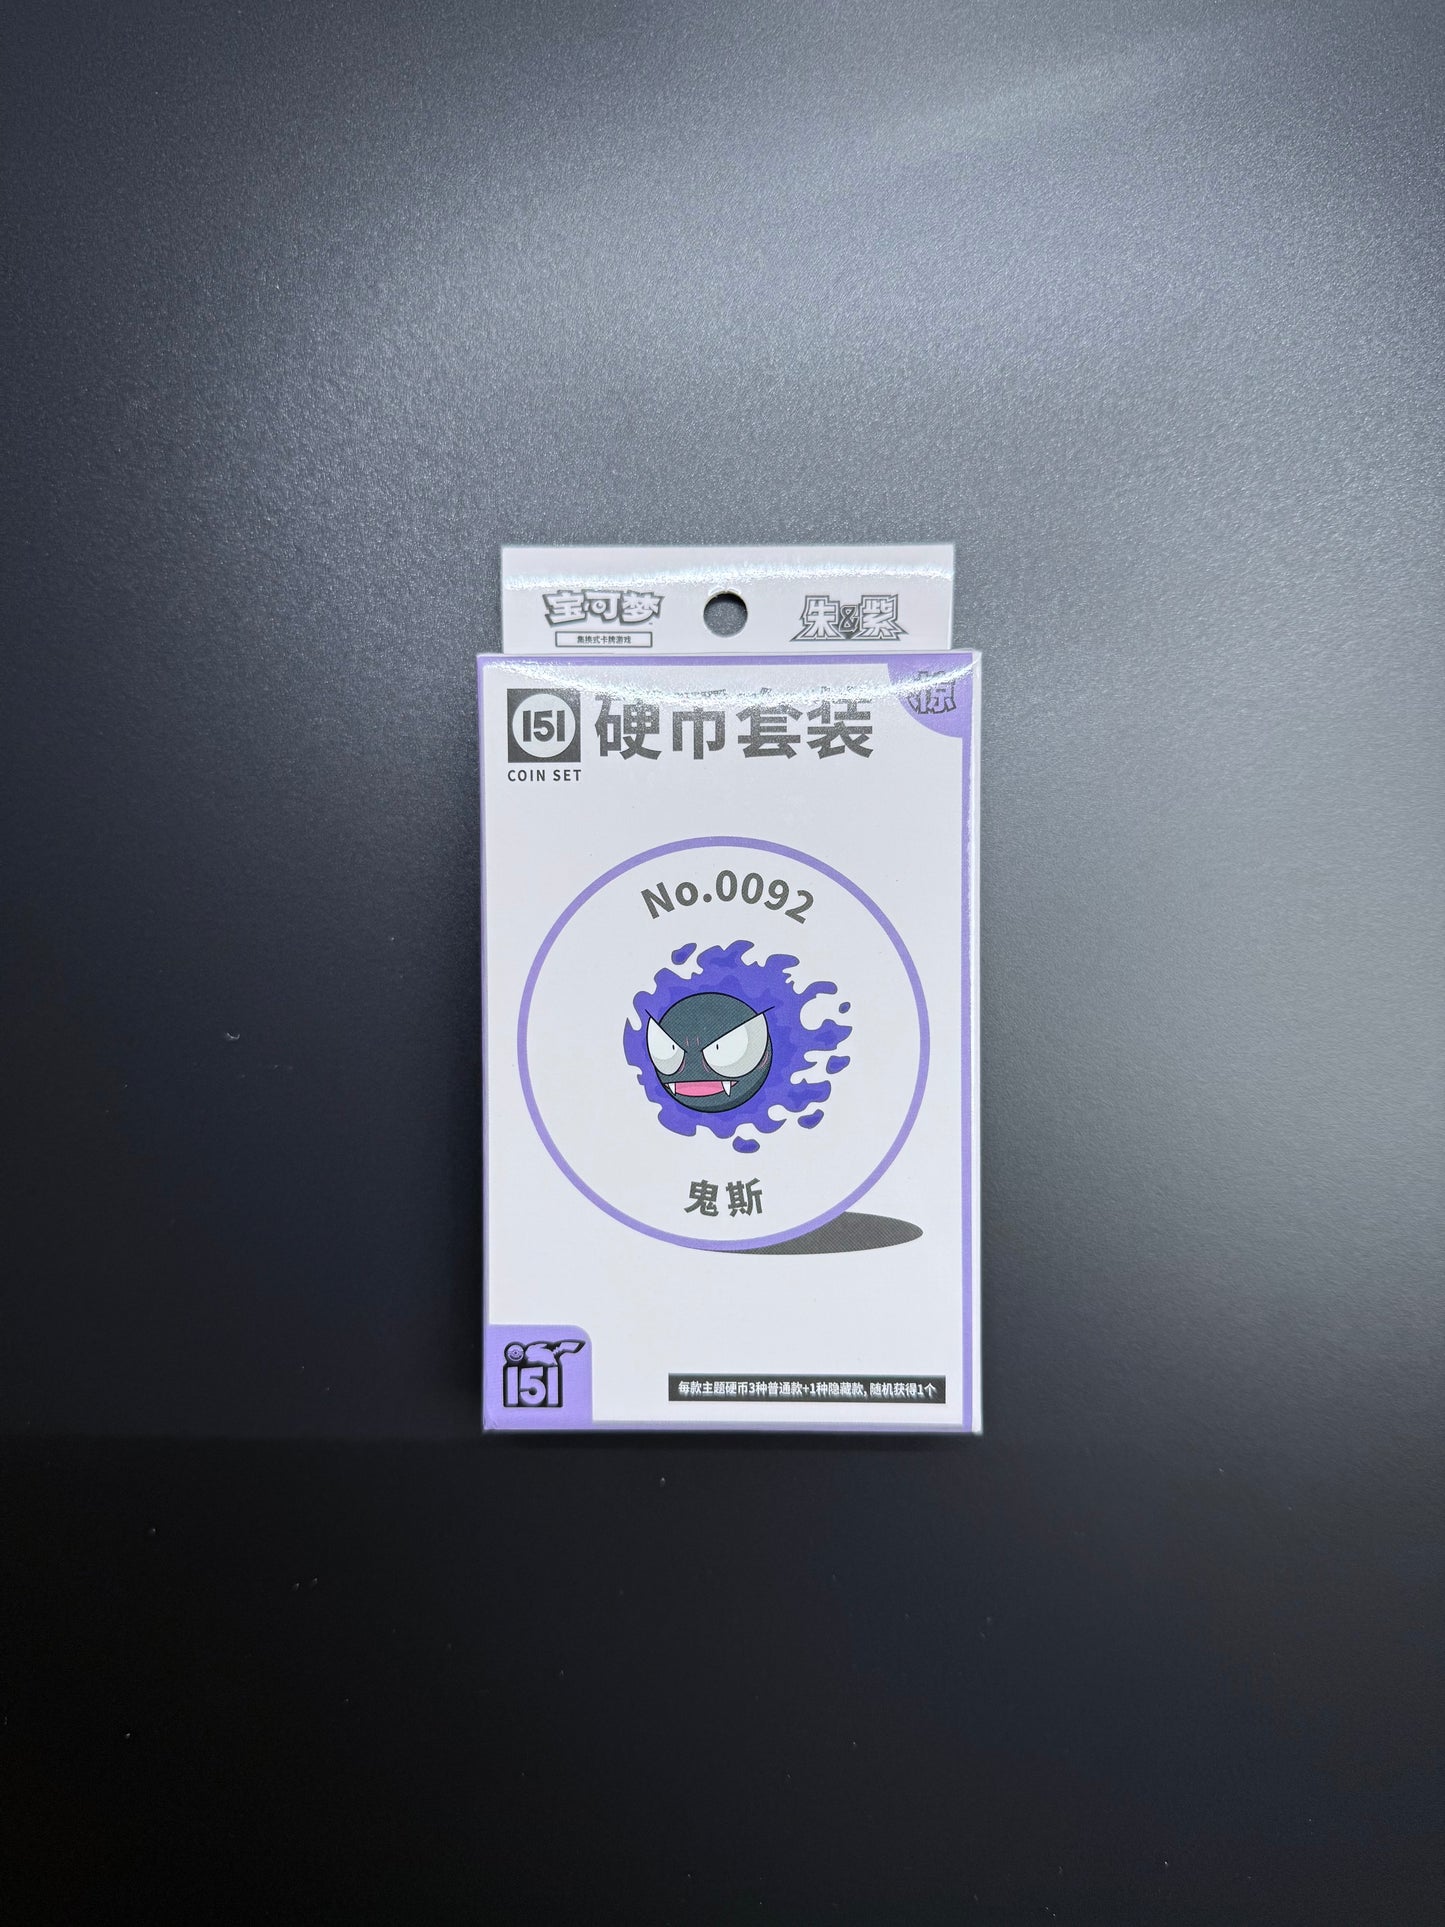 宝可梦
集换式卡牌游戏
朱&紫
151
硬币套装
惊
COIN SET
No.0092
鬼斯
151
每款主题硬币3种普通款+1种隐藏款, 随机获得1个